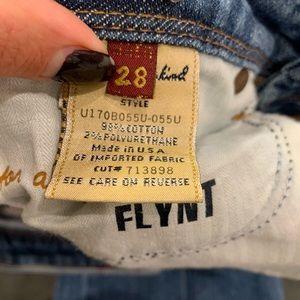 28
kind
STYLE
U170B055U-055U
98% COTTON
2% POLYURETHANE
MADE IN U.S.A
OF IMPORTED FABRIC
CUT# 713898
SEE CARE ON REVERSE
for a
FLYNT